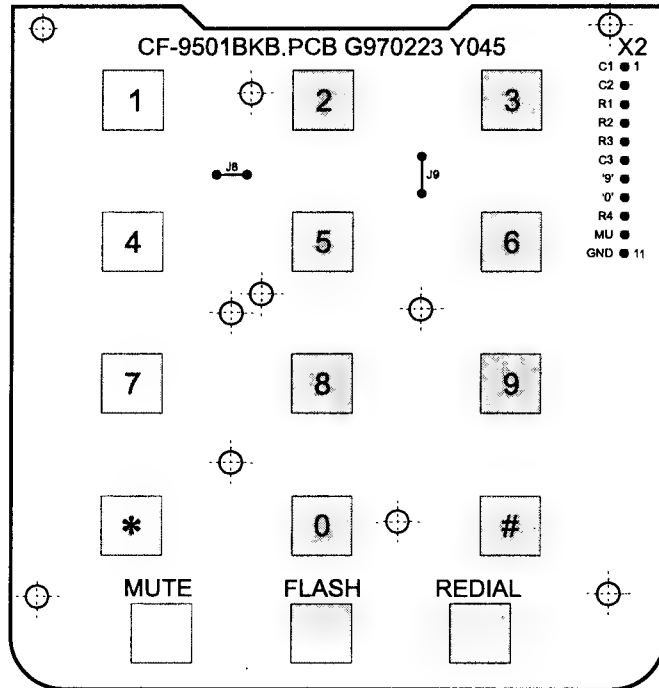 CF-9501BKB.PCB G970223 Y045
X2
C1 1
C2
R1
R2
R3
C3
'9'
'0'
R4
MU
GND 11
1 2 3
J8 J9
4 5 6
7 8 9
* 0 #
MUTE FLASH REDIAL